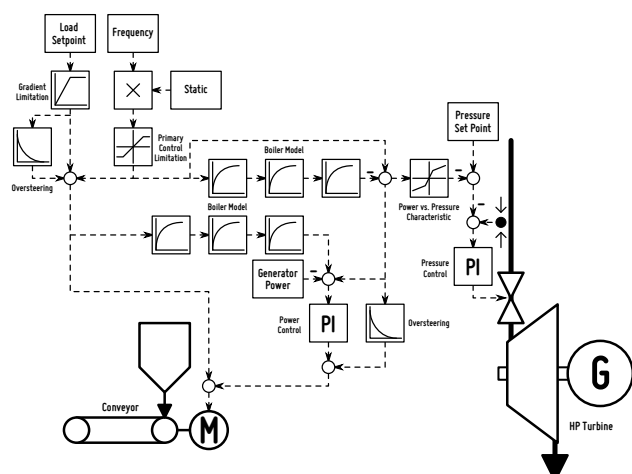 Load
Setpoint
Frequency
Gradient
Limitation
Static
Pressure
Set Point
Primary
Control
Limitation
Boiler Model
Oversteering
Power vs. Pressure
Characteristic
Boiler Model
Pressure
Control
PI
Generator
Power
Power
Control
PI
Oversteering
Conveyor
M
G
HP Turbine